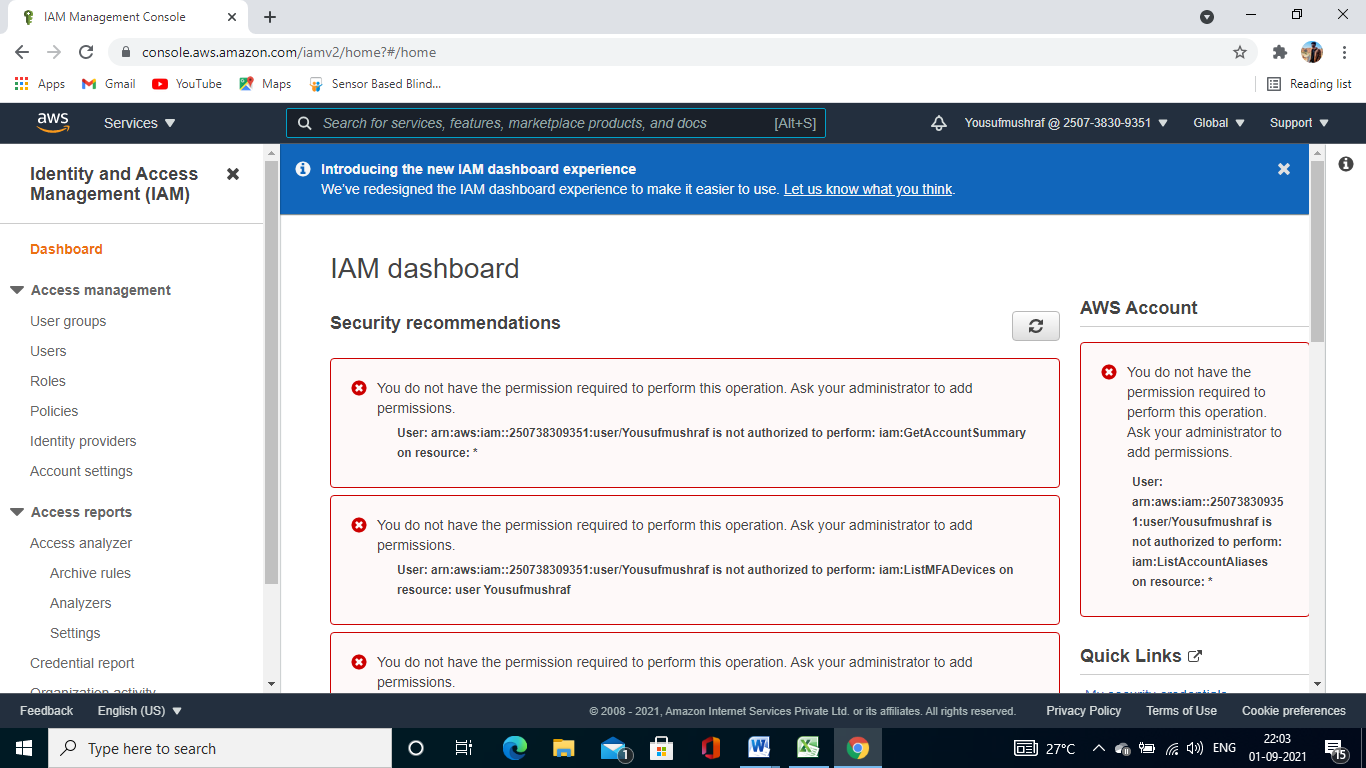 IAM Management Console
console.aws.amazon.com/iamv2/home?#/home
Apps Gmail YouTube Maps Sensor Based Blind... Reading list
aws Services Search for services, features, marketplace products, and docs [Alt+S] Yousufmushraf @ 2507-3830-9351 Global Support
Identity and Access
Management (IAM)
Dashboard
Access management
User groups
Users
Roles
Policies
Identity providers
Account settings
Access reports
Access analyzer
Archive rules
Analyzers
Settings
Credential report
Organization activity
Introducing the new IAM dashboard experience
We've redesigned the IAM dashboard experience to make it easier to use. Let us know what you think.
IAM dashboard
Security recommendations
You do not have the permission required to perform this operation. Ask your administrator to add
permissions.
User: arn:aws:iam::250738309351:user/Yousufmushraf is not authorized to perform: iam:GetAccountSummary
on resource: *
You do not have the permission required to perform this operation. Ask your administrator to add
permissions.
User: arn:aws:iam::250738309351:user/Yousufmushraf is not authorized to perform: iam:ListMFADevices on
resource: user Yousufmushraf
You do not have the permission required to perform this operation. Ask your administrator to add
permissions.
AWS Account
You do not have the
permission required to
perform this operation.
Ask your administrator to
add permissions.
User:
arn:aws:iam::25073830935
1:user/Yousufmushraf is
not authorized to perform:
iam:ListAccountAliases
on resource: *
Quick Links
My security credentials
Feedback English (US) © 2008 - 2021, Amazon Internet Services Private Ltd. or its affiliates. All rights reserved. Privacy Policy Terms of Use Cookie preferences
Type here to search 1 27°C ENG 22:03
01-09-2021 15